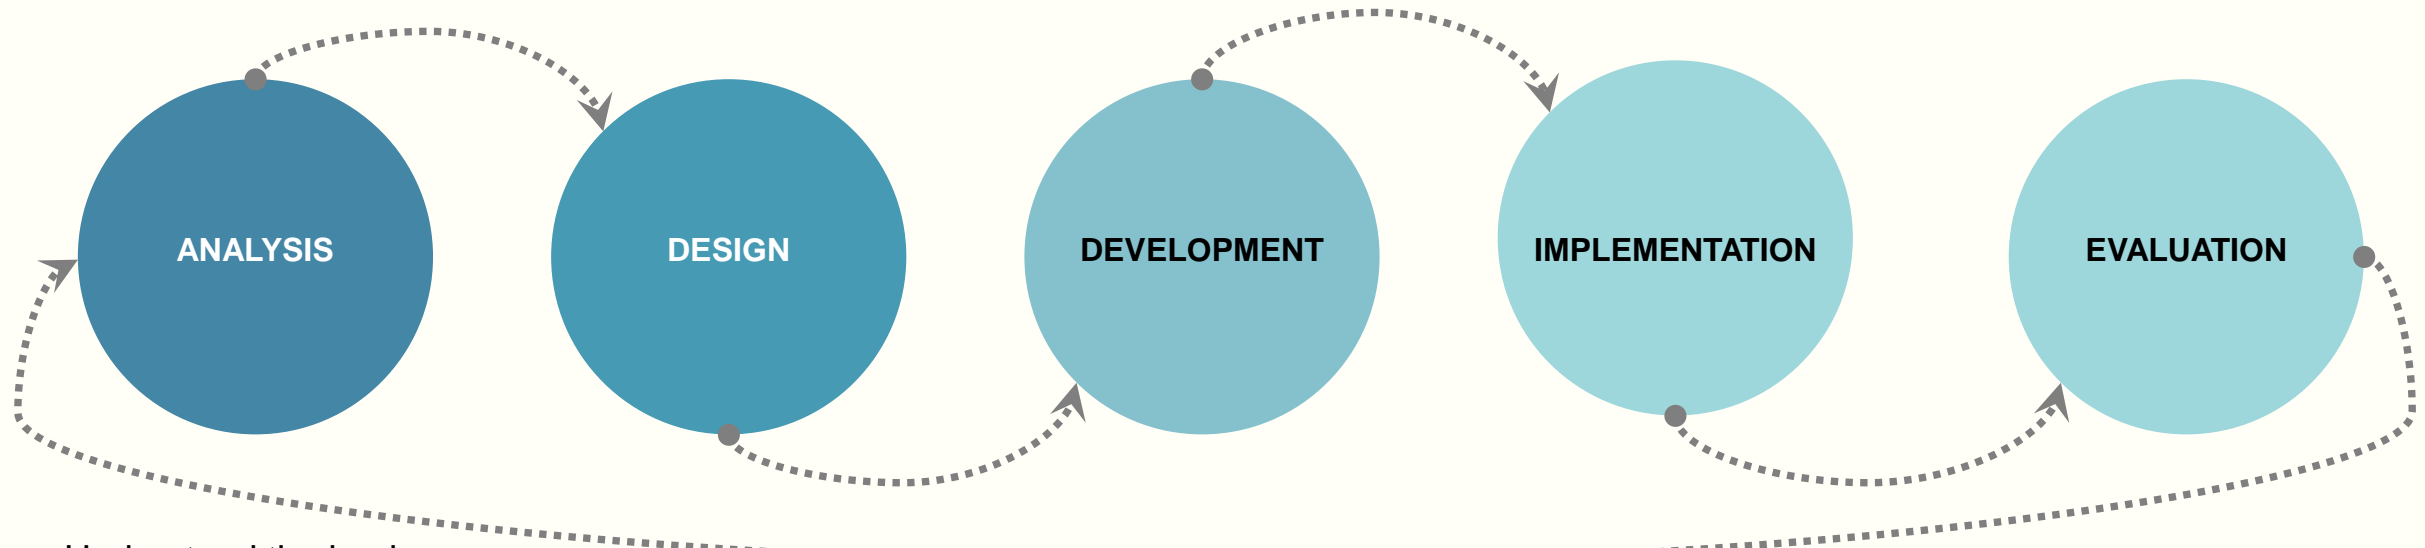 ANALYSIS
DESIGN
DEVELOPMENT
IMPLEMENTATION
EVALUATION